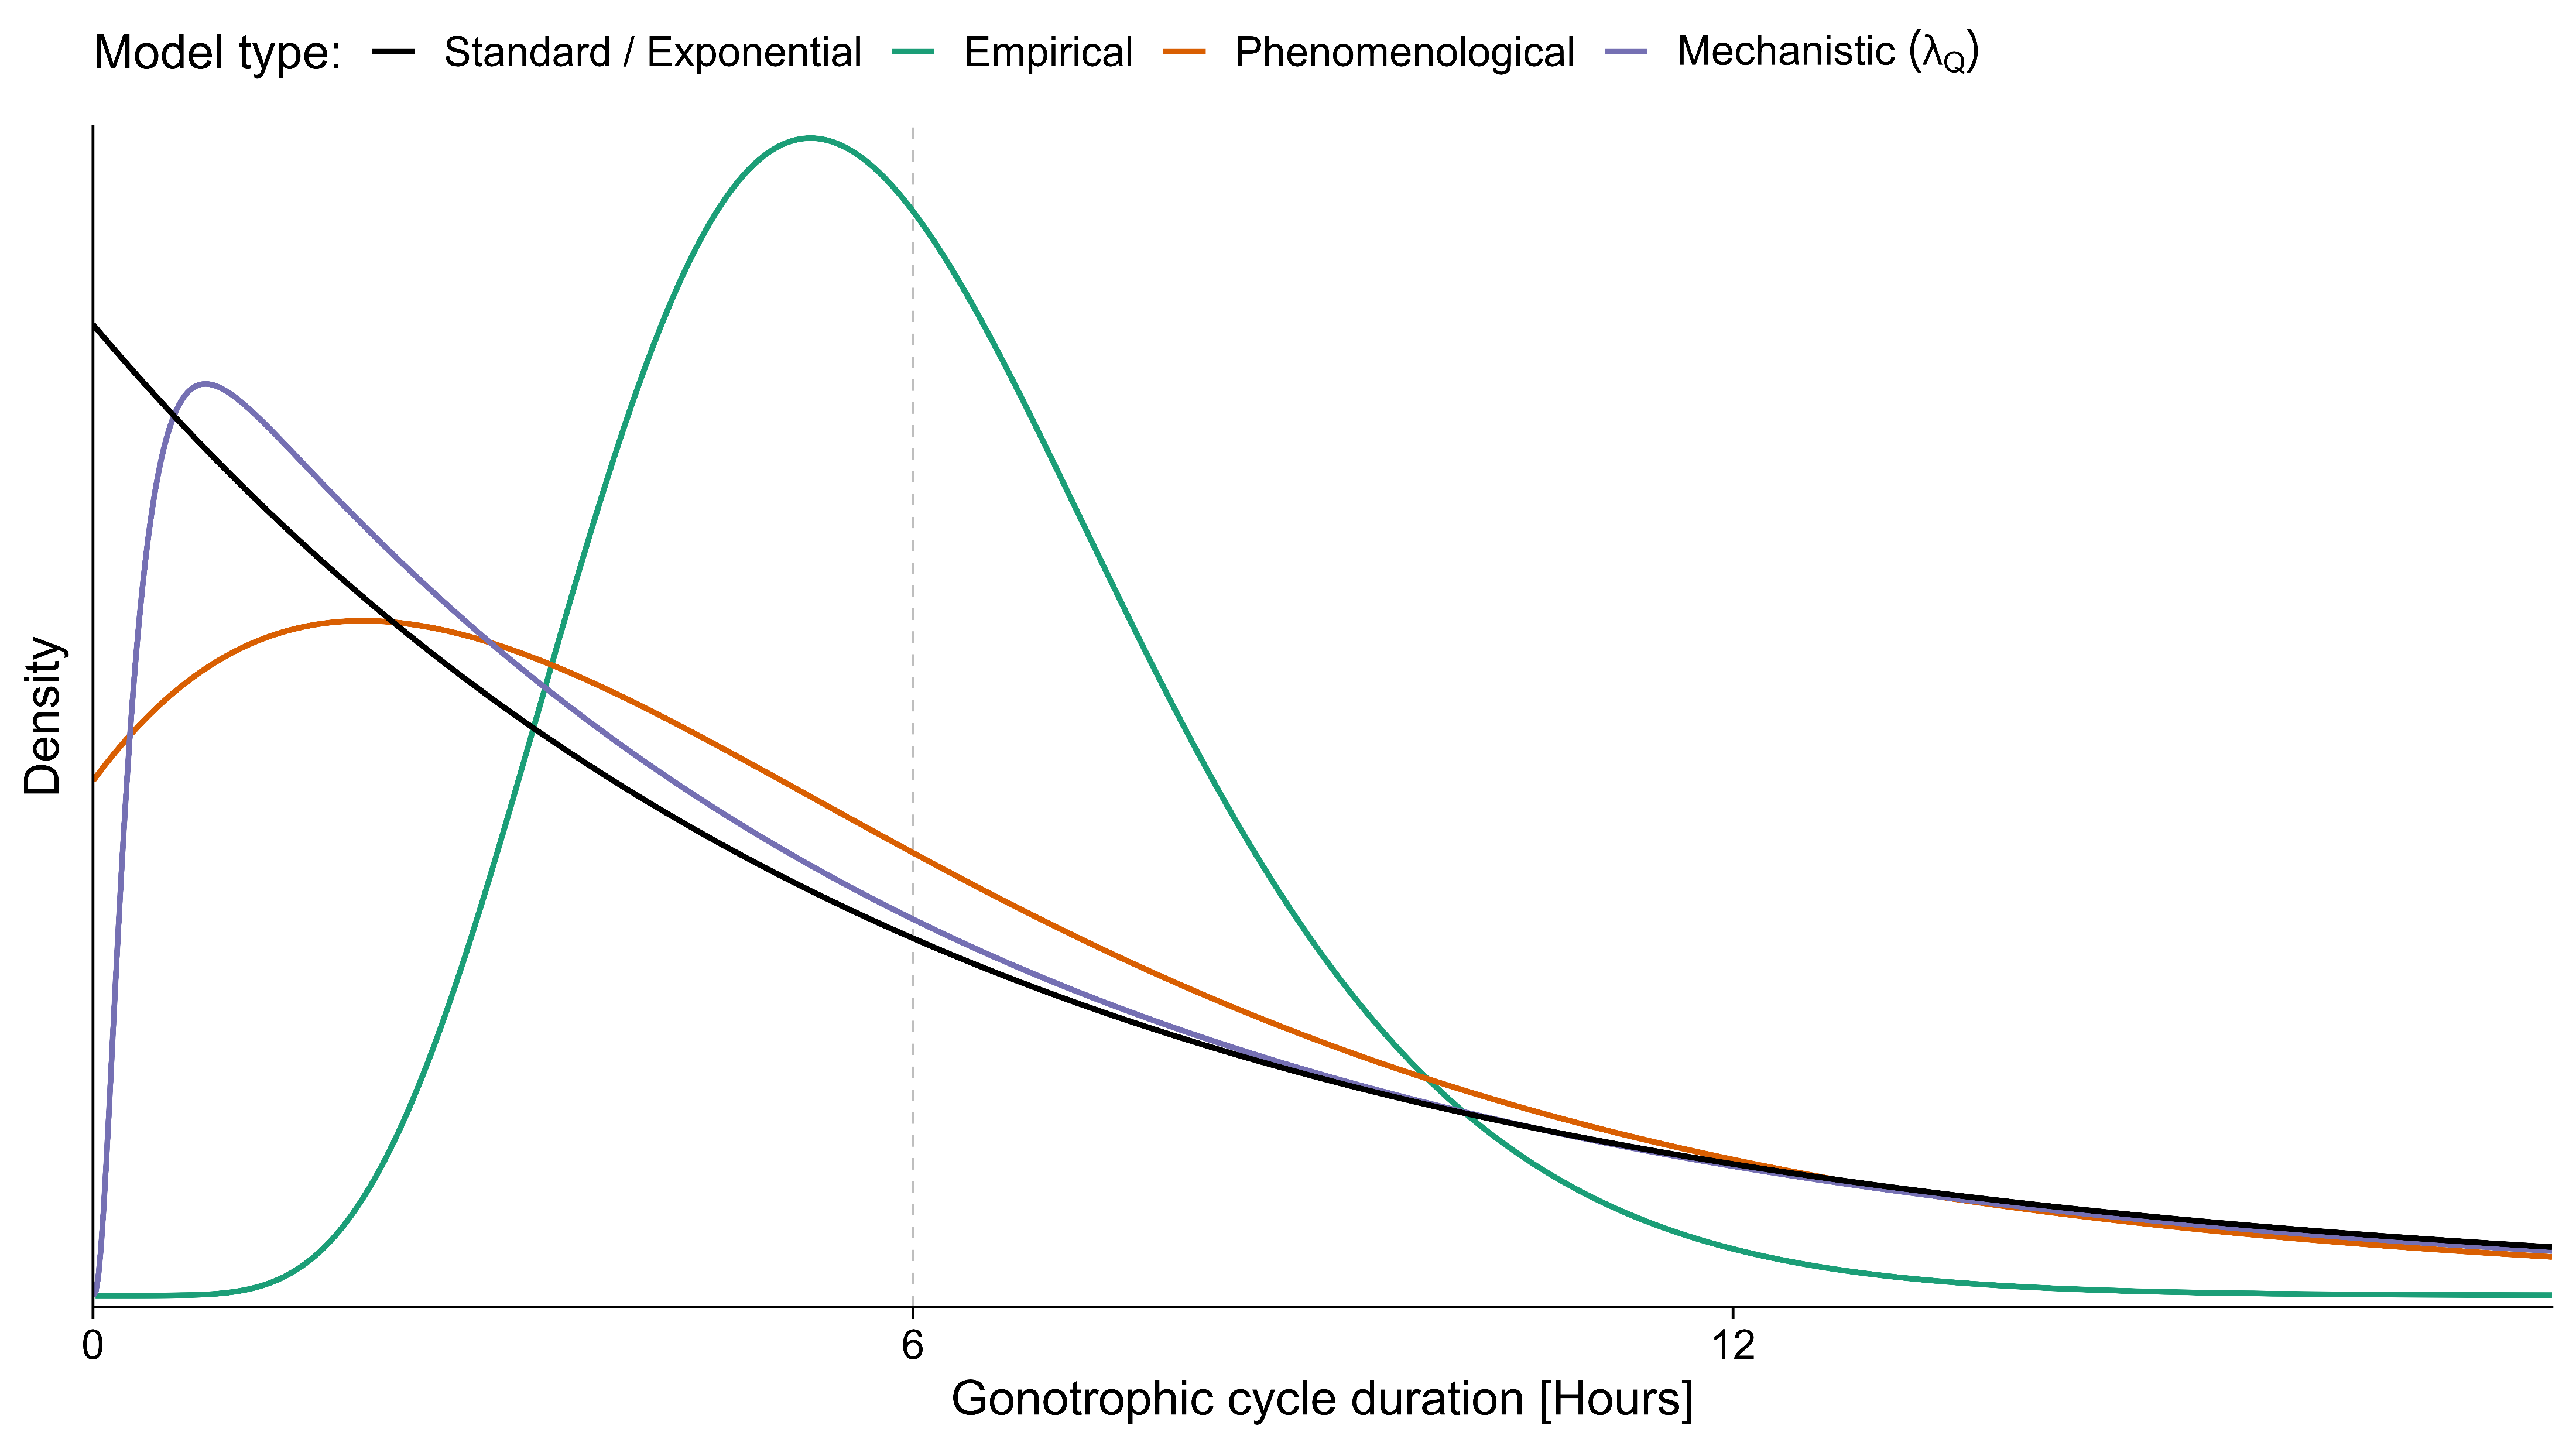 Model type: Standard / Exponential Empirical Phenomenological Mechanistic (λQ)
Density
0 6 12
Gonotrophic cycle duration [Hours]